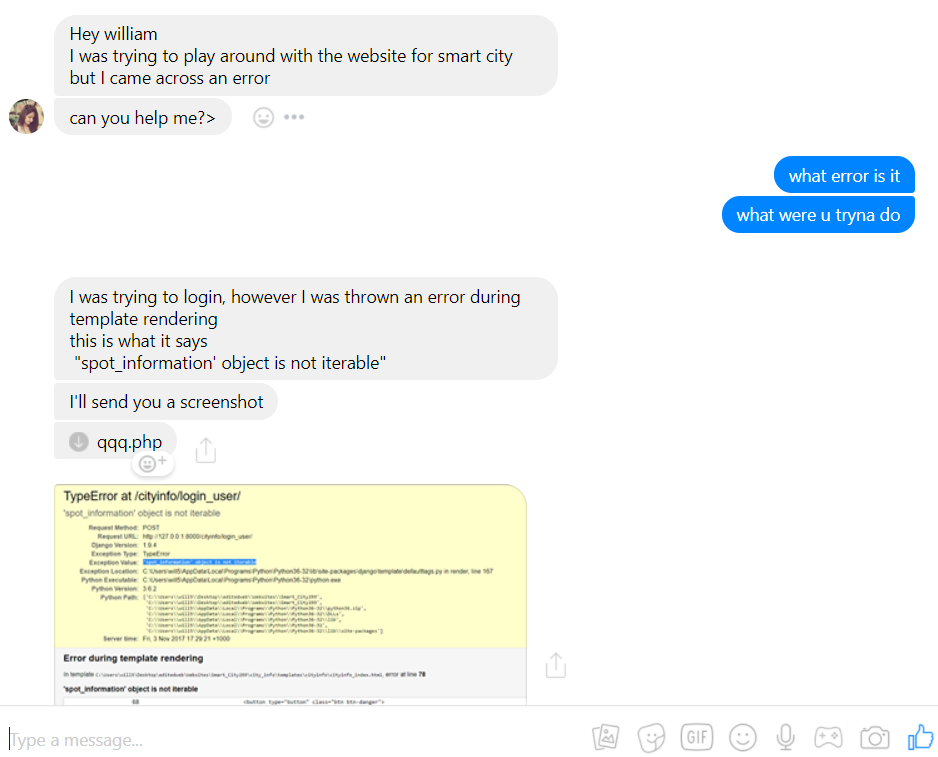 Hey william
I was trying to play around with the website for smart city
but I came across an error
can you help me?>
what error is it
what were u tryna do
I was trying to login, however I was thrown an error during
template rendering
this is what it says
"spot_information' object is not iterable"
I'll send you a screenshot
qqq.php
TypeError at /cityinfo/login_user/
'spot_information' object is not iterable
Request Method: POST
Request URL: http://127.0.0.1:8000/cityinfo/login_user/
Django Version: 1.9.4
Exception Type: TypeError
Exception Value: 'spot_information' object is not iterable
Exception Location: C:\Users\will5\AppData\Local\Programs\Python\Python36-32\lib\site-packages\django\template\defaulttags.py in render, line 167
Python Executable: C:\Users\will5\AppData\Local\Programs\Python\Python36-32\python.exe
Python Version: 3.6.2
Python Path:
Server time: Fri, 3 Nov 2017 17:29:21 +1000
Error during template rendering
In template
error at line 78
'spot_information' object is not iterable
<button type="button" class="btn btn-danger">
Type a message...
GIF